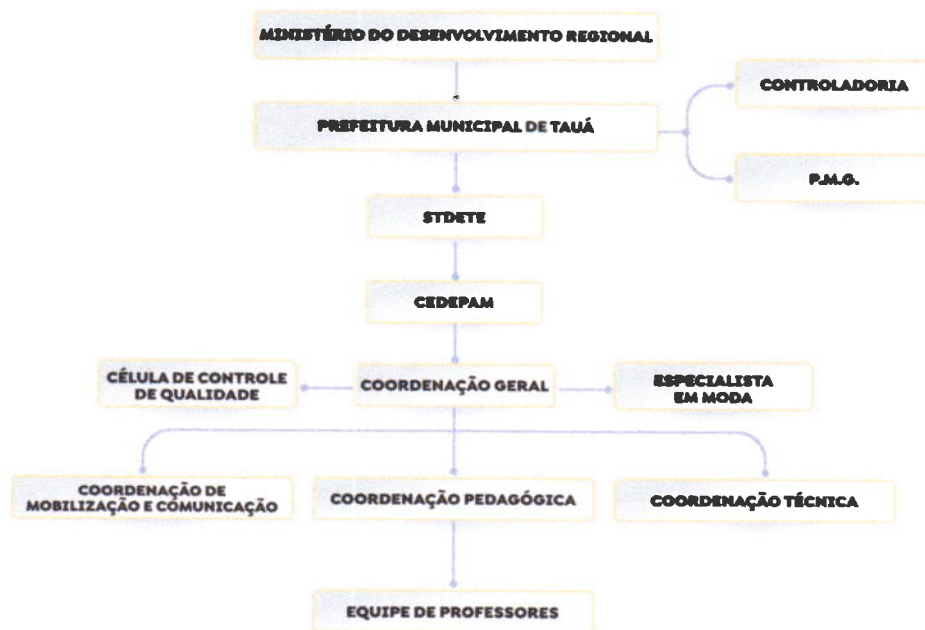 MINISTÉRIO DO DESENVOLVIMENTO REGIONAL
CONTROLADORIA
PREFEITURA MUNICIPAL DE TAUÁ
P.M.G.
STDETE
CEDEPAM
CÉLULA DE CONTROLE
DE QUALIDADE
COORDENAÇÃO GERAL
ESPECIALISTA
EM MODA
COORDENAÇÃO DE
MOBILIZAÇÃO E COMUNICAÇÃO
COORDENAÇÃO PEDAGÓGICA
COORDENAÇÃO TÉCNICA
EQUIPE DE PROFESSORES